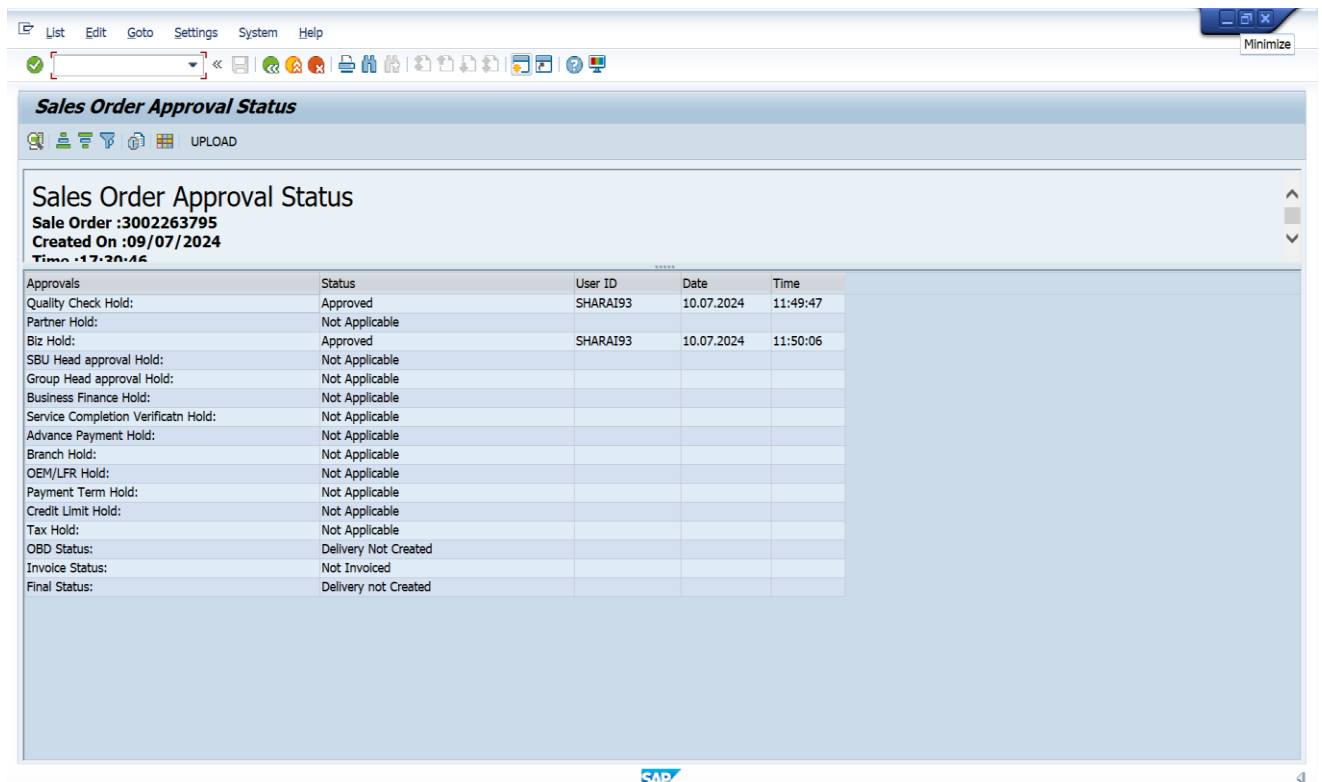 List Edit Goto Settings System Help
Minimize
Sales Order Approval Status
UPLOAD
Sales Order Approval Status
Sale Order :3002263795
Created On :09/07/2024
Time :17:30:46
Approvals Status User ID Date Time
Quality Check Hold: Approved SHARAI93 10.07.2024 11:49:47
Partner Hold: Not Applicable
Biz Hold: Approved SHARAI93 10.07.2024 11:50:06
SBU Head approval Hold: Not Applicable
Group Head approval Hold: Not Applicable
Business Finance Hold: Not Applicable
Service Completion Verificatn Hold: Not Applicable
Advance Payment Hold: Not Applicable
Branch Hold: Not Applicable
OEM/LFR Hold: Not Applicable
Payment Term Hold: Not Applicable
Credit Limit Hold: Not Applicable
Tax Hold: Not Applicable
OBD Status: Delivery Not Created
Invoice Status: Not Invoiced
Final Status: Delivery not Created
SAP